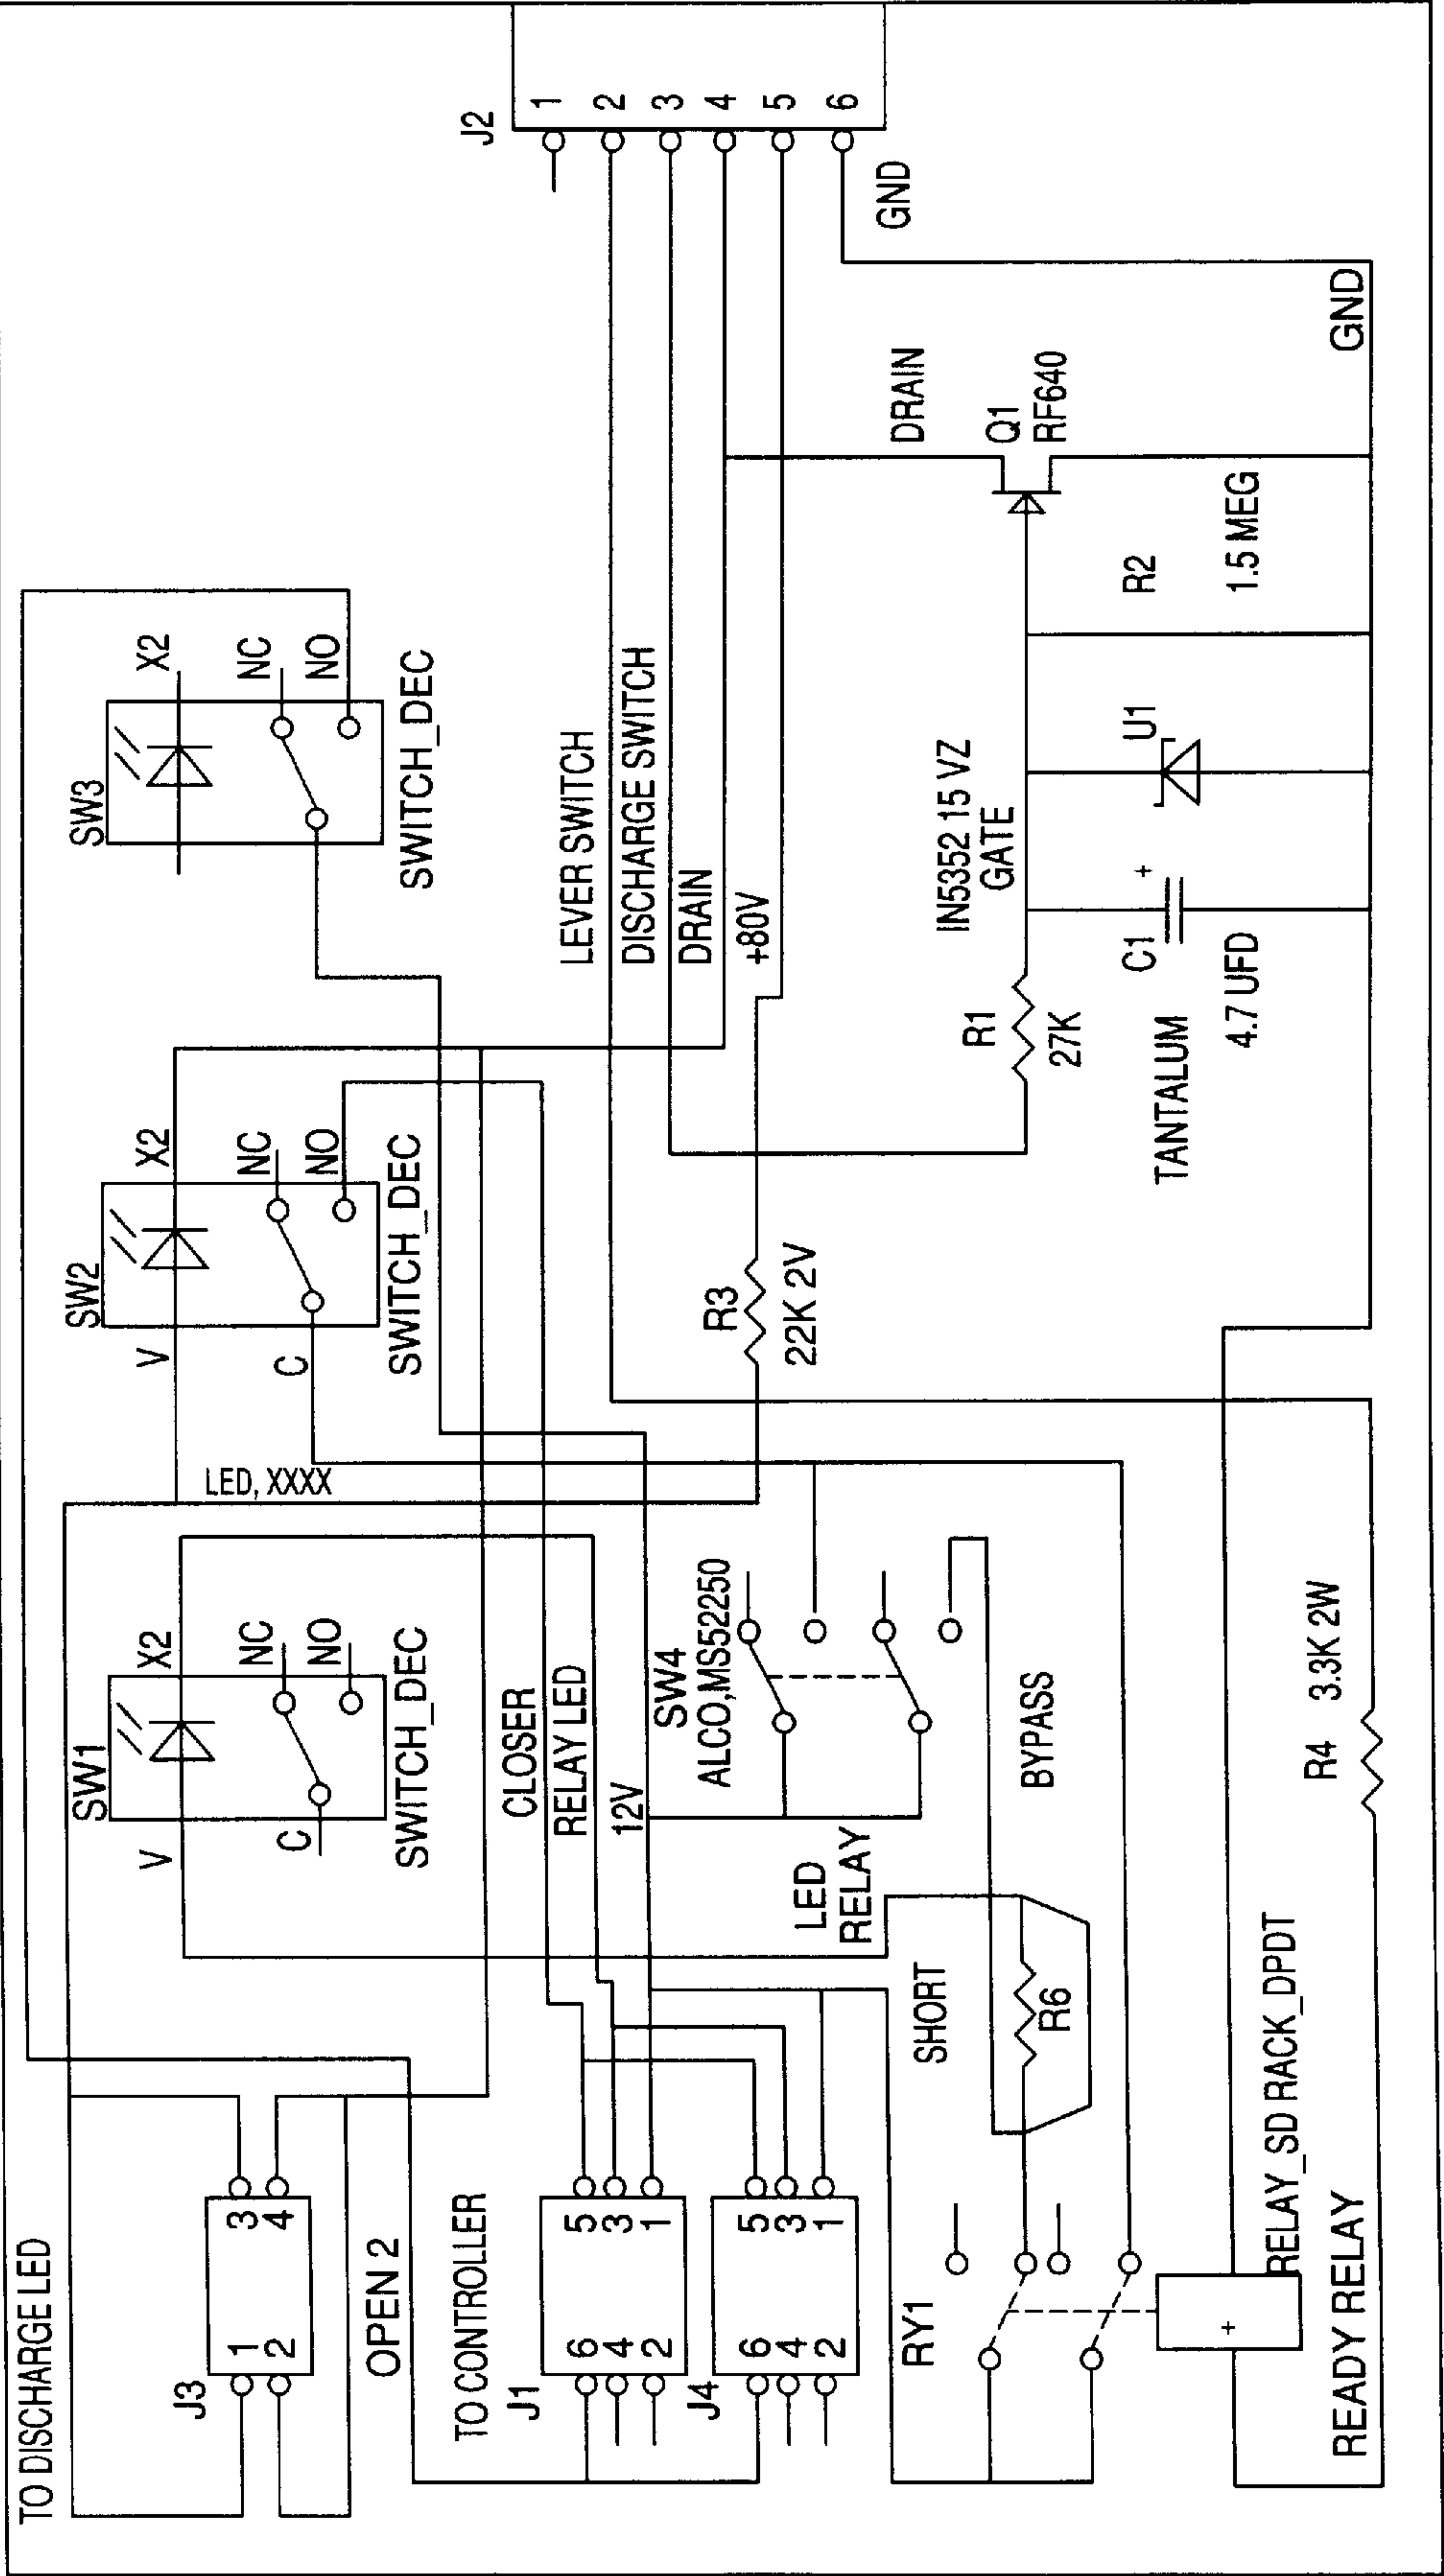 TO DISCHARGE LED
J3
1
2
3
4
OPEN 2
TO CONTROLLER
J1
6
4
2
5
3
1
J4
6
4
2
5
3
1
RY1
RELAY_SD RACK_DPDT
READY RELAY
+
SW1
V
C
X2
NC
NO
SWITCH_DEC
CLOSER
RELAY LED
12V
LED
RELAY
SHORT
R6
SW4
ALCO,MS52250
BYPASS
R4
3.3K 2W
LED, XXXX
SW2
V
C
X2
NC
NO
SWITCH_DEC
R3
22K 2V
SW3
X2
NC
NO
SWITCH_DEC
LEVER SWITCH
DISCHARGE SWITCH
DRAIN
+80V
R1
27K
IN5352 15 VZ
GATE
TANTALUM
C1
+
4.7 UFD
U1
R2
1.5 MEG
DRAIN
Q1
RF640
GND
GND
J2
1
2
3
4
5
6